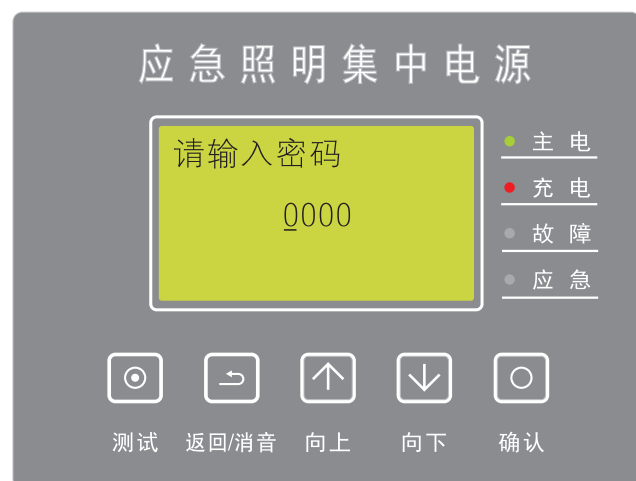 应急照明集中电源
请输入密码
0000
主电
充电
故障
应急
测试 返回/消音 向上 向下 确认